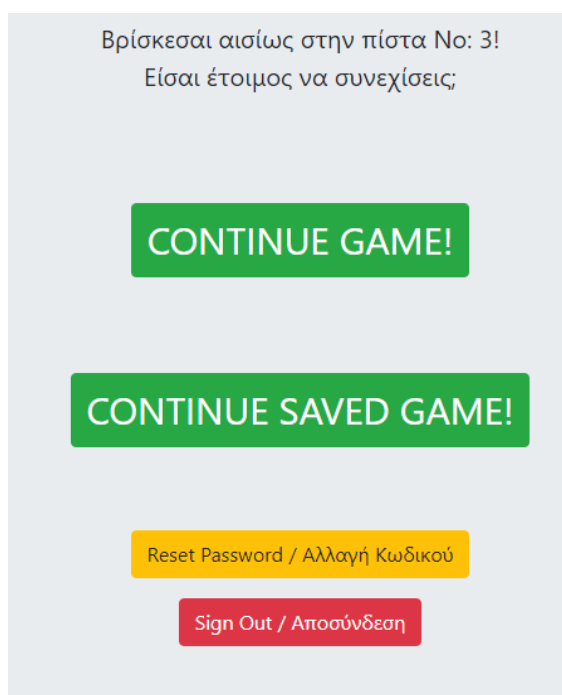 Βρίσκεσαι αισίως στην πίστα Νο: 3!
Είσαι έτοιμος να συνεχίσεις;
CONTINUE GAME!
CONTINUE SAVED GAME!
Reset Password / Αλλαγή Κωδικού
Sign Out / Αποσύνδεση